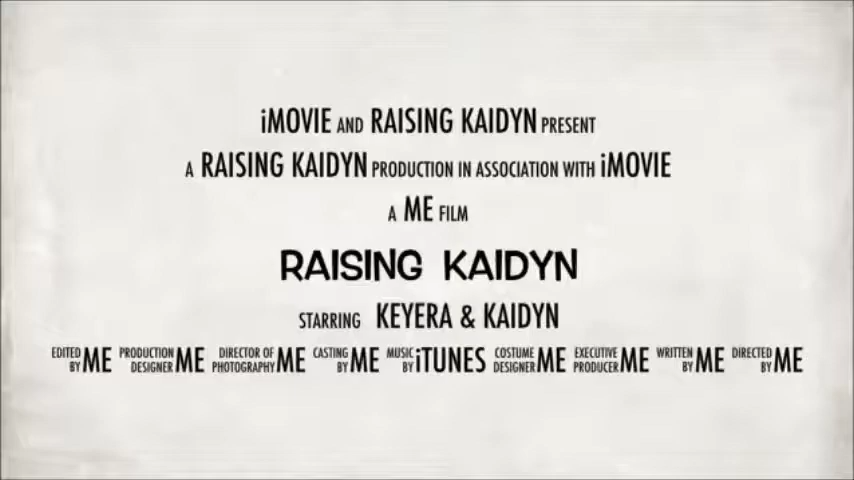 iMOVIE AND RAISING KAIDYN PRESENT
A RAISING KAIDYN PRODUCTION IN ASSOCIATION WITH iMOVIE
A ME FILM
RAISING KAIDYN
STARRING KEYERA & KAIDYN
EDITED BY ME PRODUCTION DESIGNER ME DIRECTOR OF PHOTOGRAPHY ME CASTING BY ME MUSIC BY iTUNES COSTUME DESIGNER ME EXECUTIVE PRODUCER ME WRITTEN BY ME DIRECTED BY ME